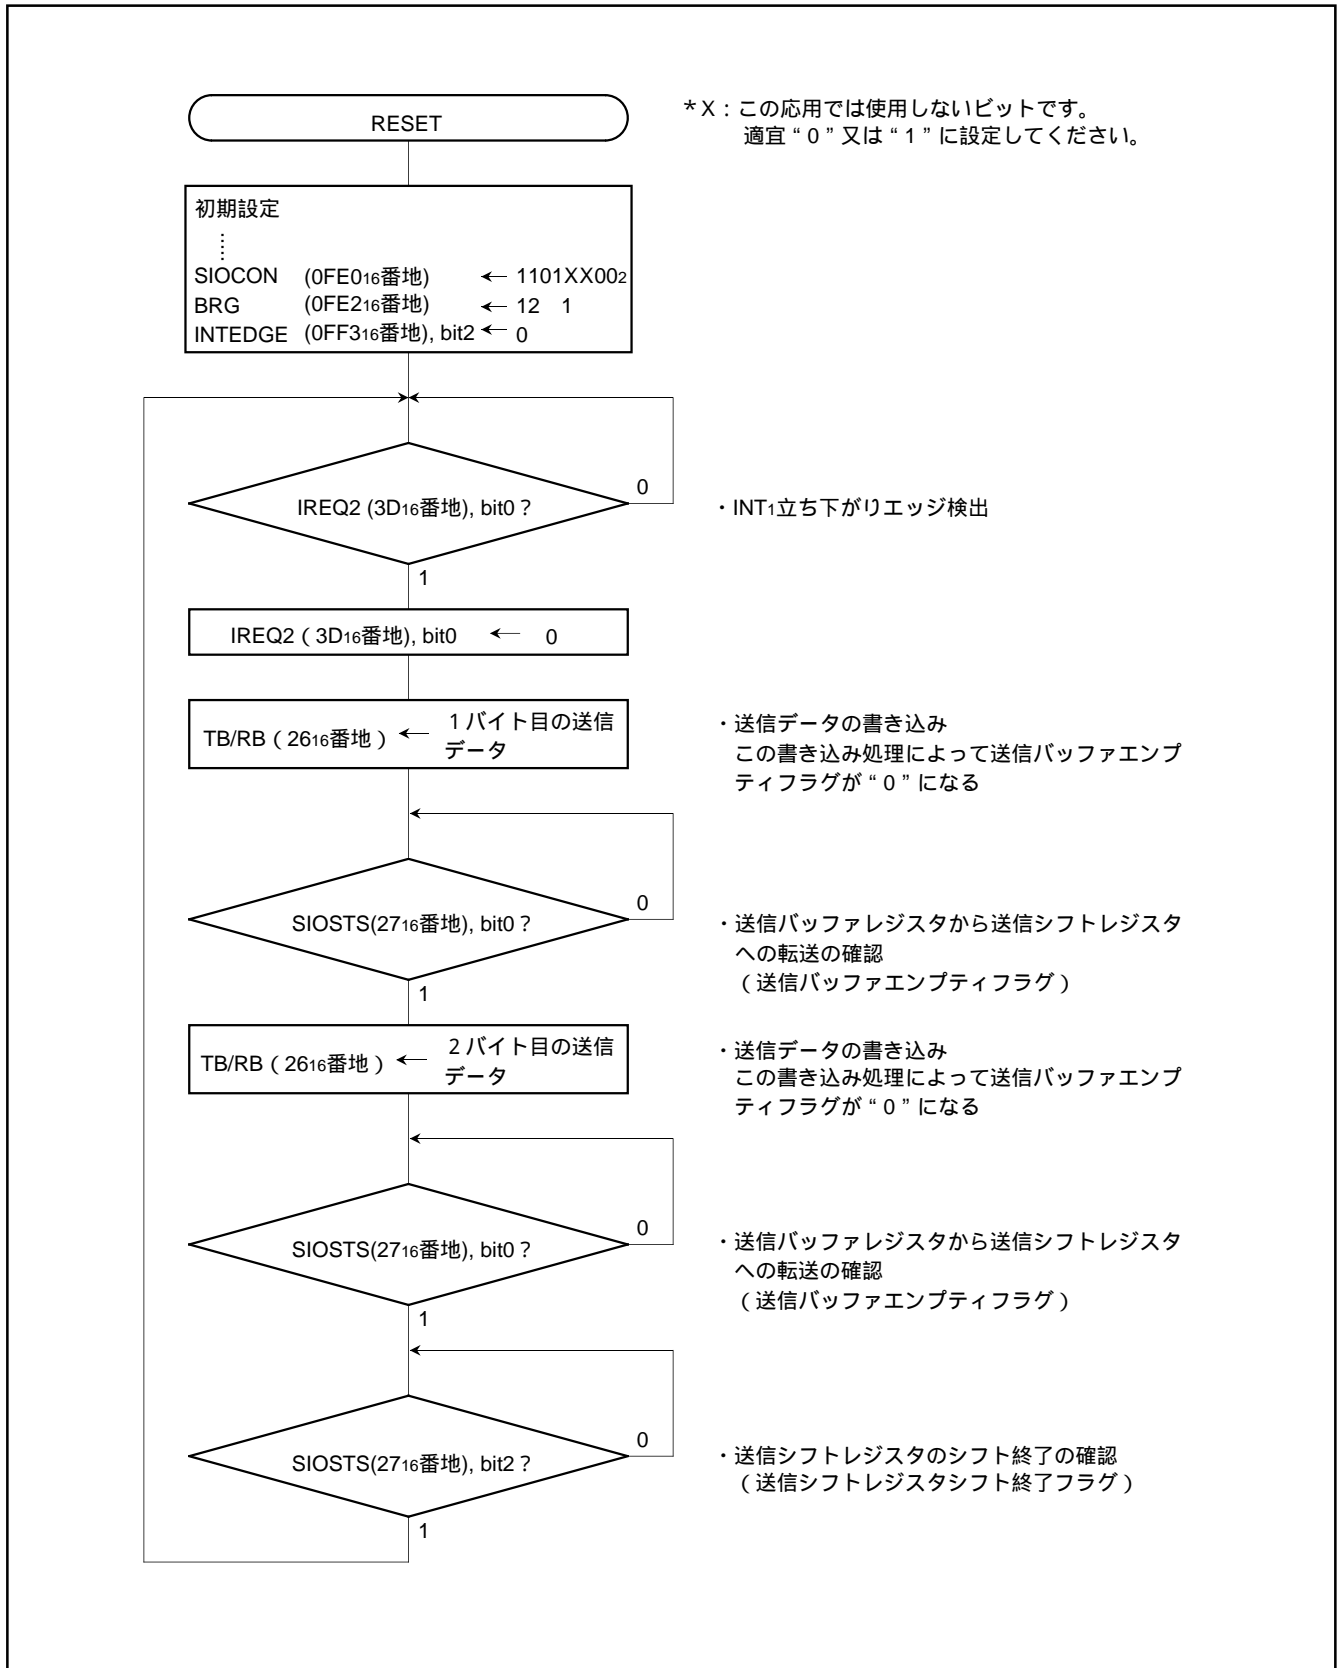 RESET
*X：この応用では使用しないビットです。
適宜“0”又は“1”に設定してください。
初期設定
SIOCON (0FE016番地) ← 1101XX002
BRG (0FE216番地) ← 12 1
INTEDGE (0FF316番地), bit2 ← 0
IREQ2 (3D16番地), bit0？
0
・INT1立ち下がりエッジ検出
1
IREQ2（3D16番地), bit0 ← 0
TB/RB（2616番地）← 1バイト目の送信
データ
・送信データの書き込み
この書き込み処理によって送信バッファエンプ
ティフラグが“0”になる
SIOSTS(2716番地), bit0？
0
・送信バッファレジスタから送信シフトレジスタ
への転送の確認
（送信バッファエンプティフラグ）
1
TB/RB（2616番地）← 2バイト目の送信
データ
・送信データの書き込み
この書き込み処理によって送信バッファエンプ
ティフラグが“0”になる
SIOSTS(2716番地), bit0？
0
・送信バッファレジスタから送信シフトレジスタ
への転送の確認
（送信バッファエンプティフラグ）
1
SIOSTS(2716番地), bit2？
0
・送信シフトレジスタのシフト終了の確認
（送信シフトレジスタシフト終了フラグ）
1